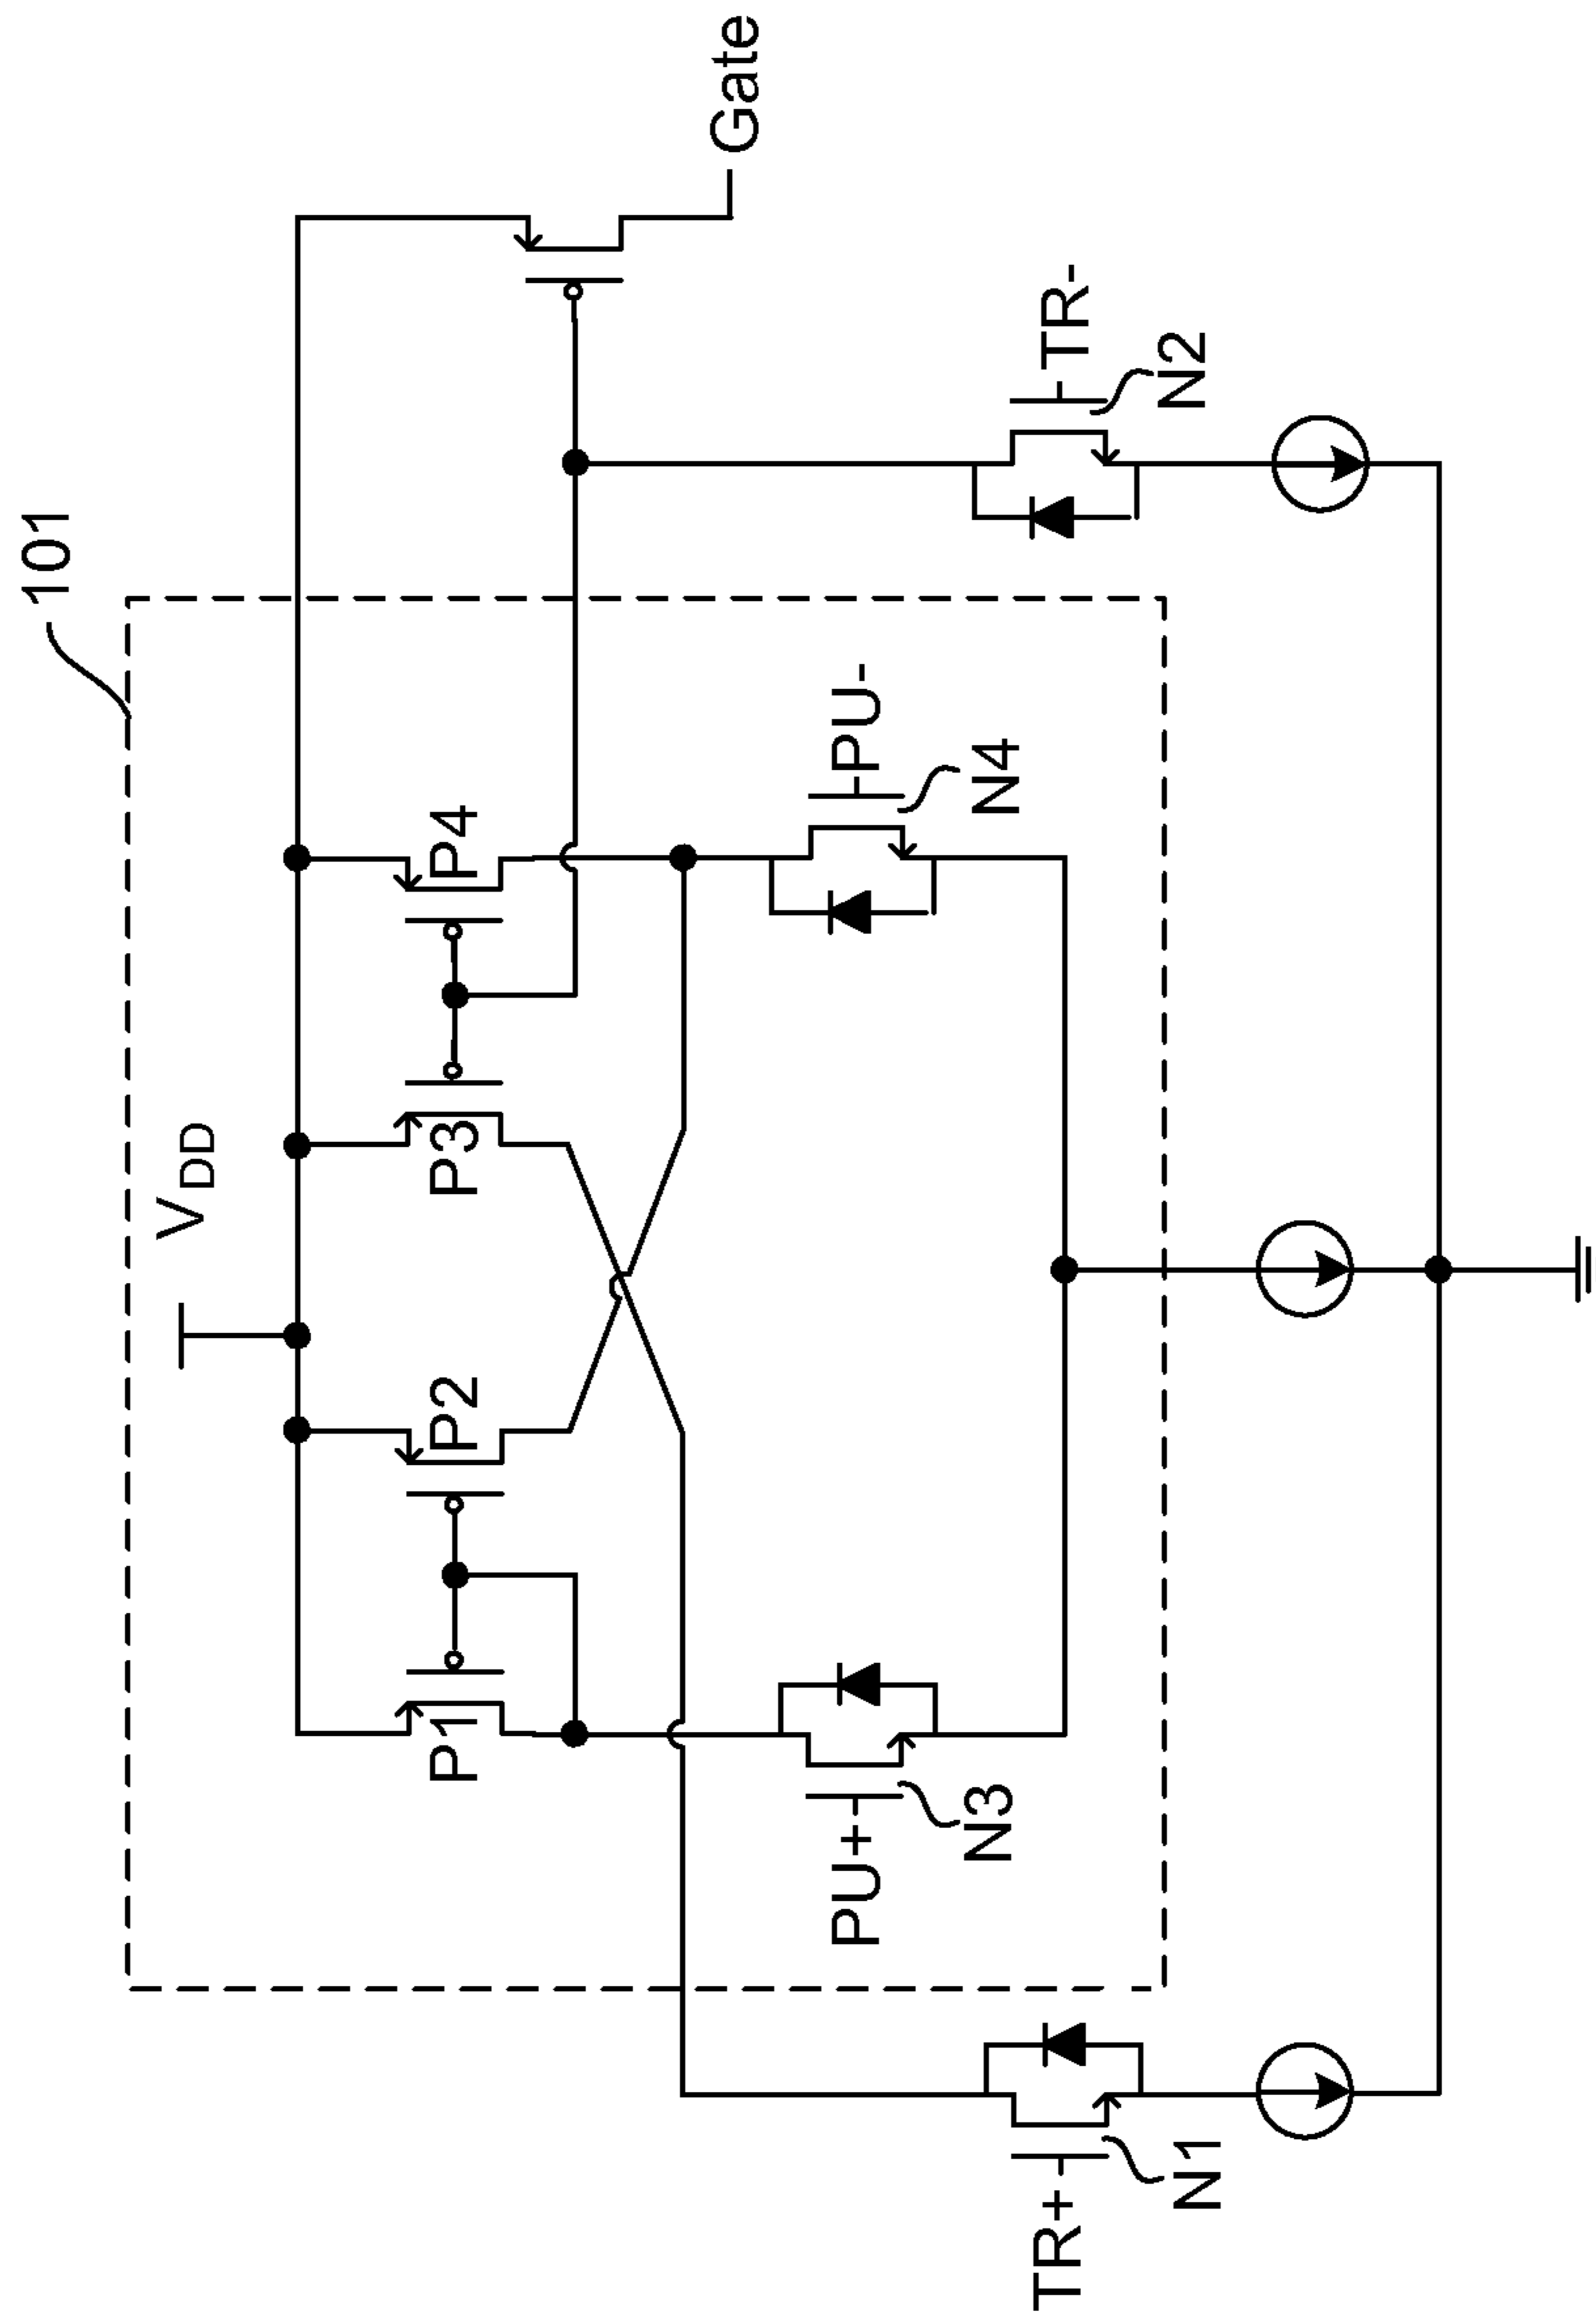 101
VDD
P1
P2
P3
P4
Gate
PU+
N3
PU-
N4
TR+
N1
TR-
N2